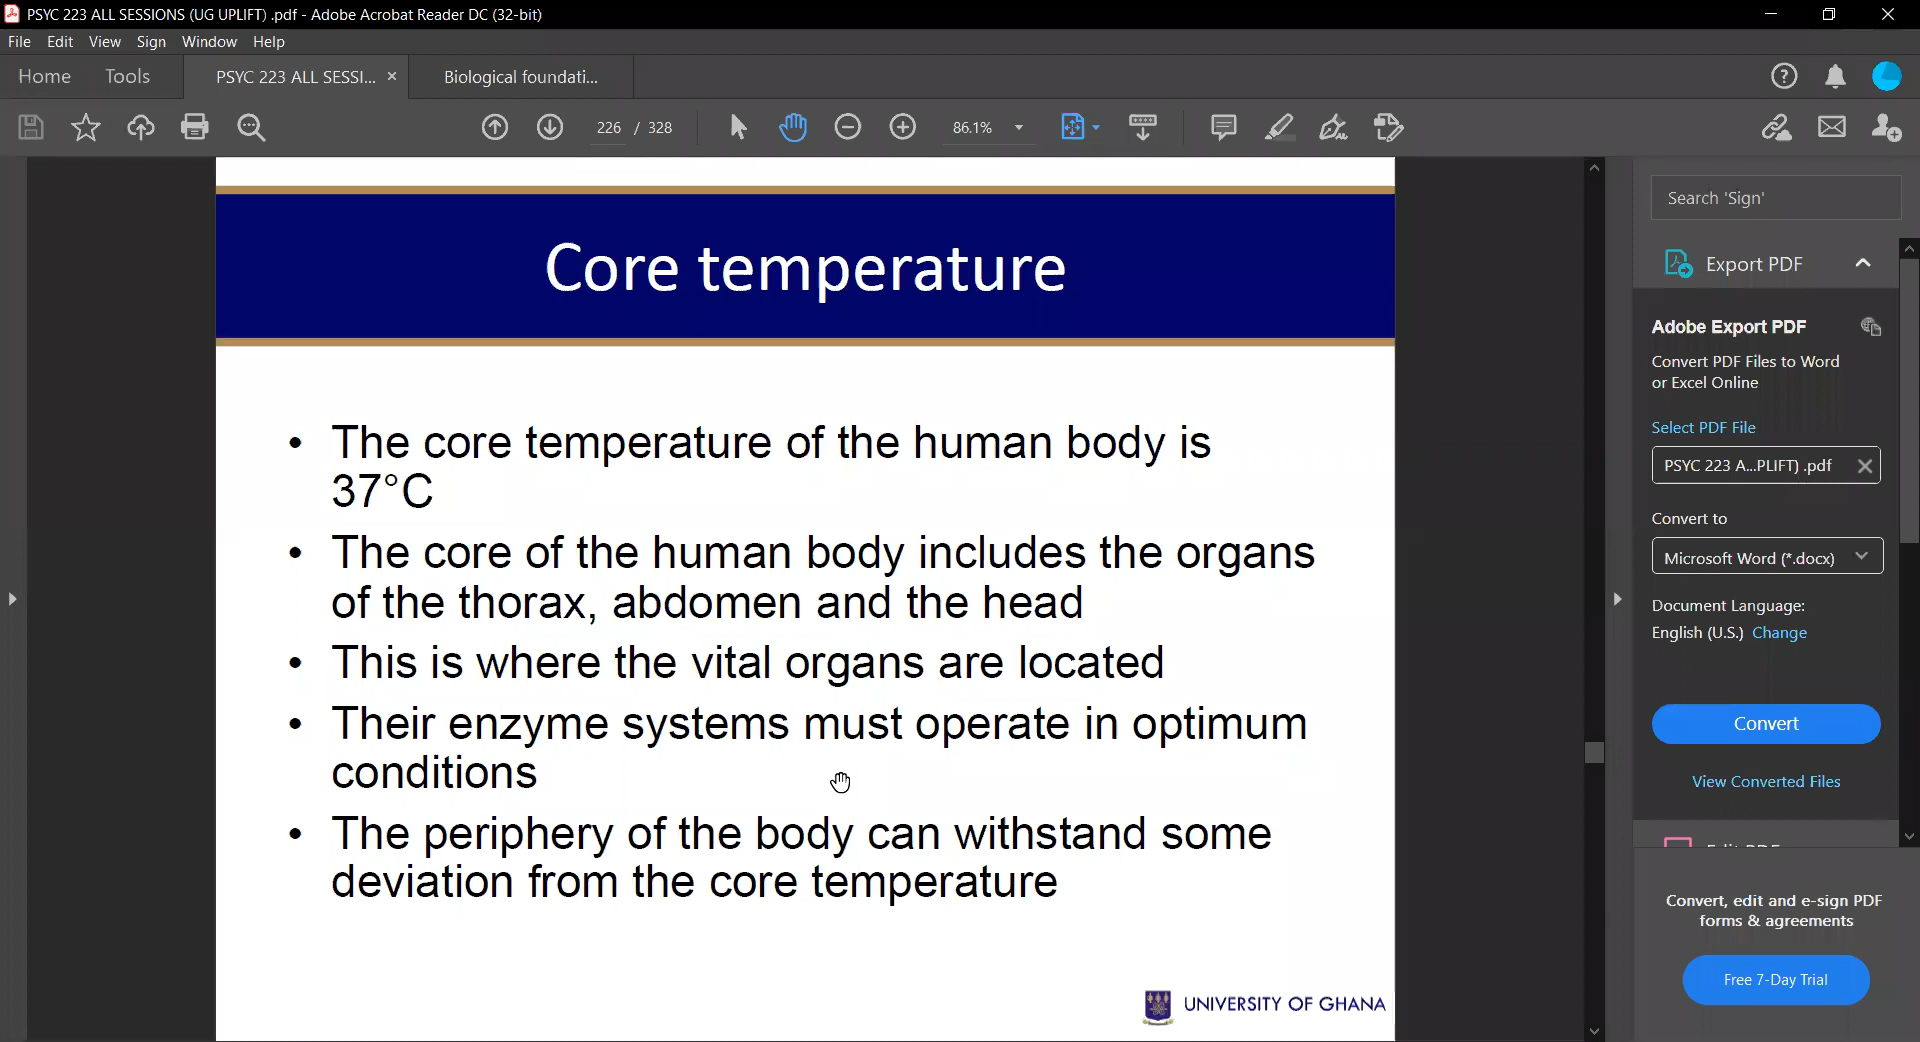 PSYC 223 ALL SESSIONS (UG UPLIFT) .pdf - Adobe Acrobat Reader DC (32-bit)
File Edit View Sign Window Help
Home Tools PSYC 223 ALL SESSI... × Biological foundati...
226 / 328 86.1%
Search 'Sign'
Export PDF
Adobe Export PDF
Convert PDF Files to Word
or Excel Online
Select PDF File
PSYC 223 A...PLIFT) .pdf
Convert to
Microsoft Word (*.docx)
Document Language:
English (U.S.) Change
Convert
View Converted Files
Convert, edit and e-sign PDF
forms & agreements
Free 7-Day Trial
Core temperature
• The core temperature of the human body is
37°C
• The core of the human body includes the organs
of the thorax, abdomen and the head
• This is where the vital organs are located
• Their enzyme systems must operate in optimum
conditions
• The periphery of the body can withstand some
deviation from the core temperature
UNIVERSITY OF GHANA